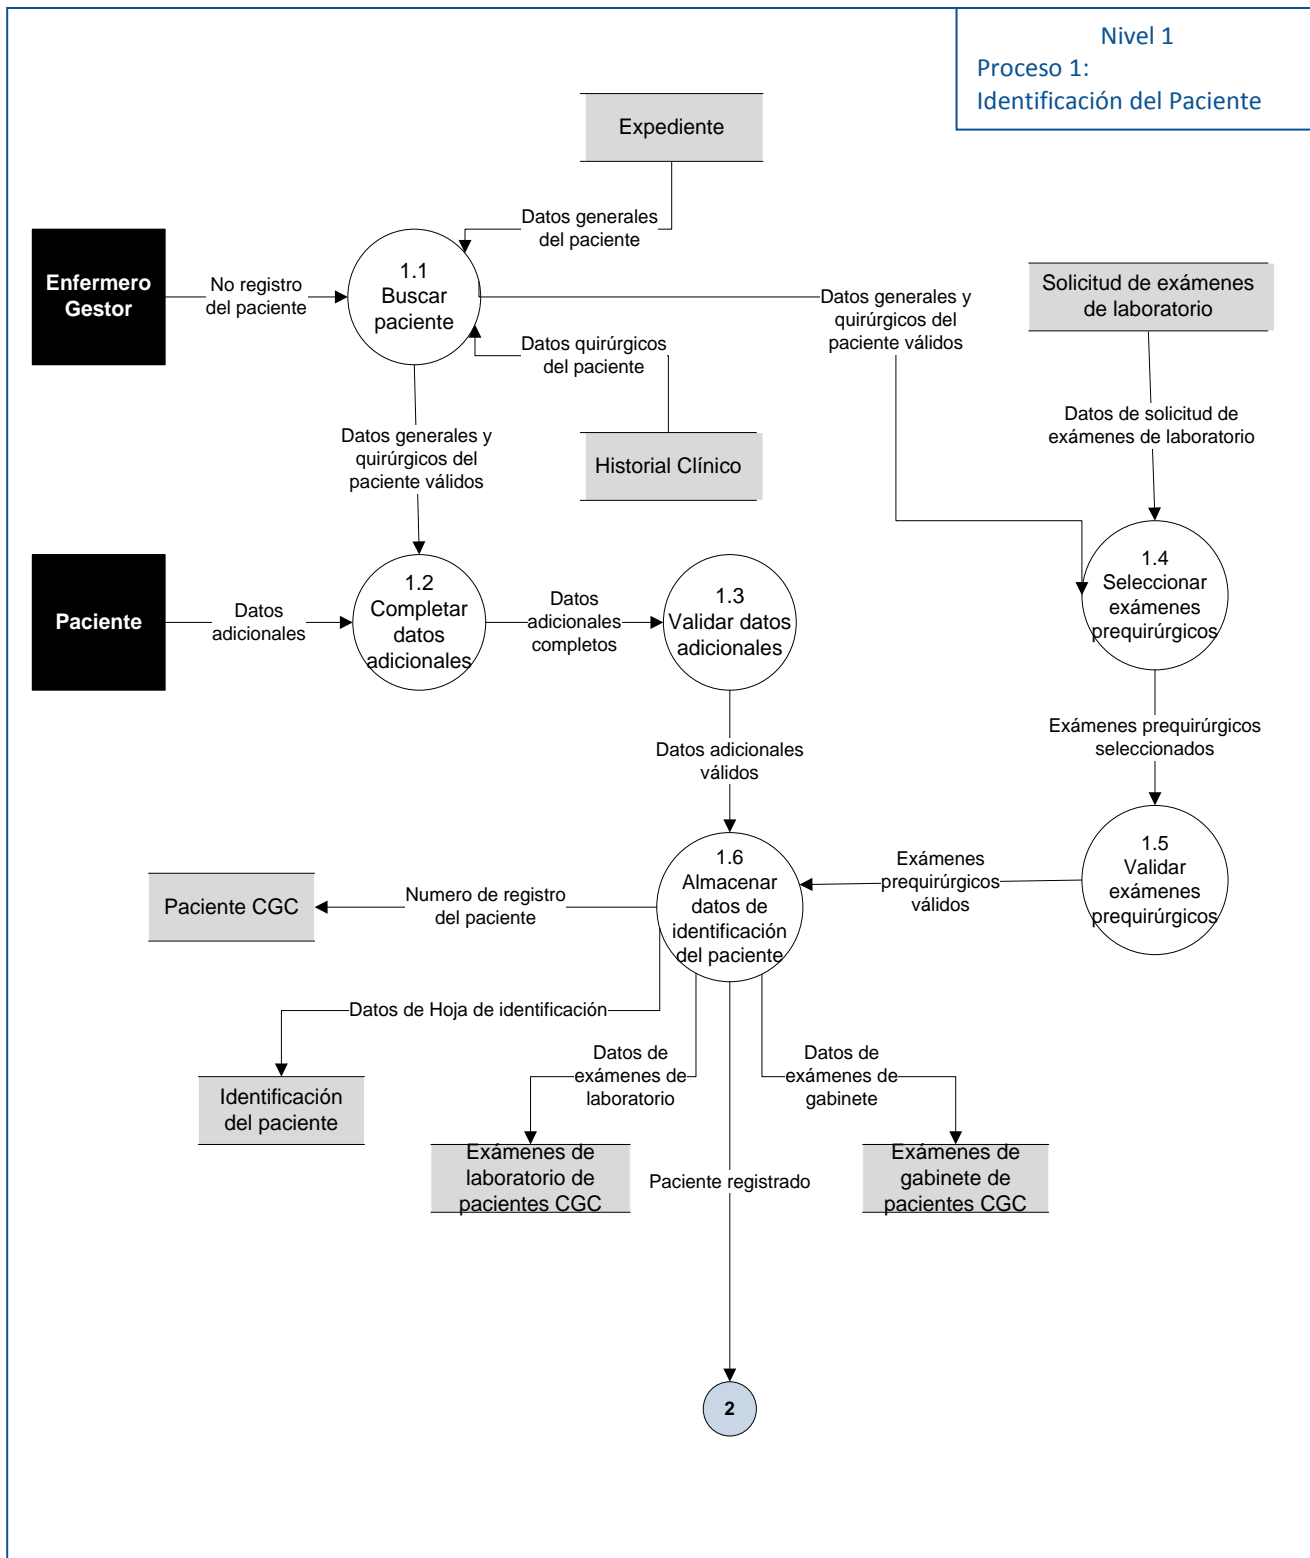 Nivel 1
Proceso 1:
Identificación del Paciente
Expediente
Datos generales
del paciente
Enfermero
Gestor
No registro
del paciente
1.1
Buscar
paciente
Datos generales y
quirúrgicos del
paciente válidos
Solicitud de exámenes
de laboratorio
Datos quirúrgicos
del paciente
Datos de solicitud de
exámenes de laboratorio
Datos generales y
quirúrgicos del
paciente válidos
Historial Clínico
Paciente
Datos
adicionales
1.2
Completar
datos
adicionales
Datos
adicionales
completos
1.3
Validar datos
adicionales
1.4
Seleccionar
exámenes
prequirúrgicos
Exámenes prequirúrgicos
seleccionados
Datos adicionales
válidos
1.5
Validar
exámenes
prequirúrgicos
Exámenes
prequirúrgicos
válidos
1.6
Almacenar
datos de
identificación
del paciente
Numero de registro
del paciente
Paciente CGC
Datos de Hoja de identificación
Identificación
del paciente
Datos de
exámenes de
laboratorio
Datos de
exámenes de
gabinete
Exámenes de
laboratorio de
pacientes CGC
Paciente registrado
Exámenes de
gabinete de
pacientes CGC
2